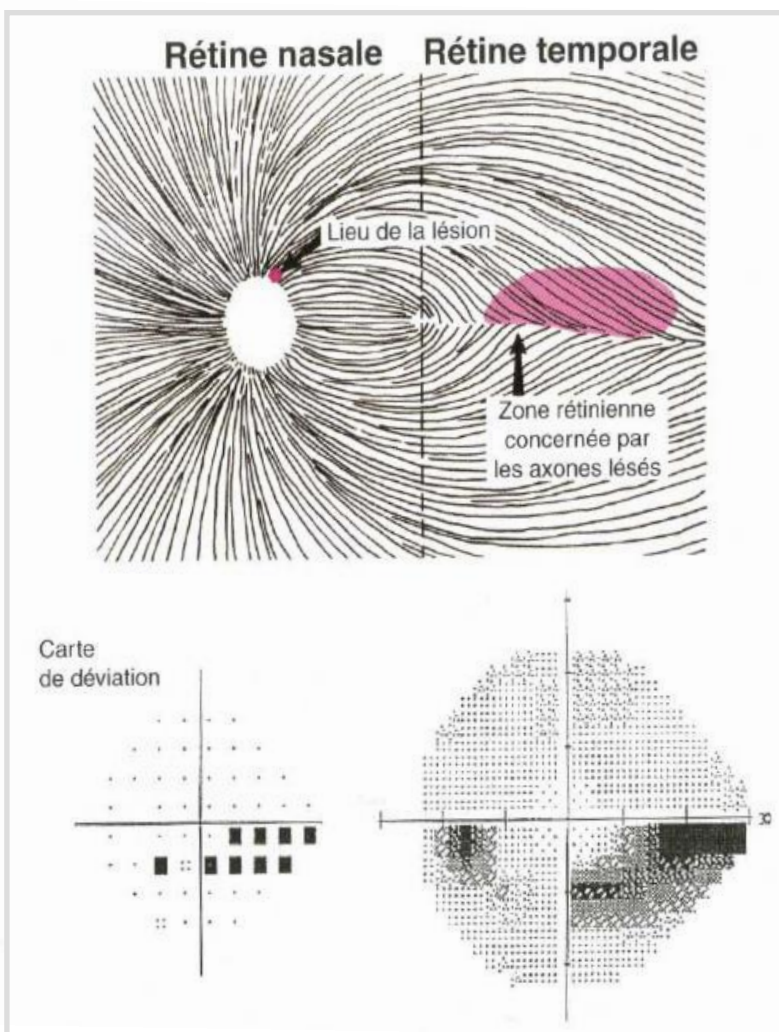 Rétine nasale
Rétine temporale
Lieu de la lésion
Zone rétinienne
concernée par
les axones lésés
Carte
de déviation